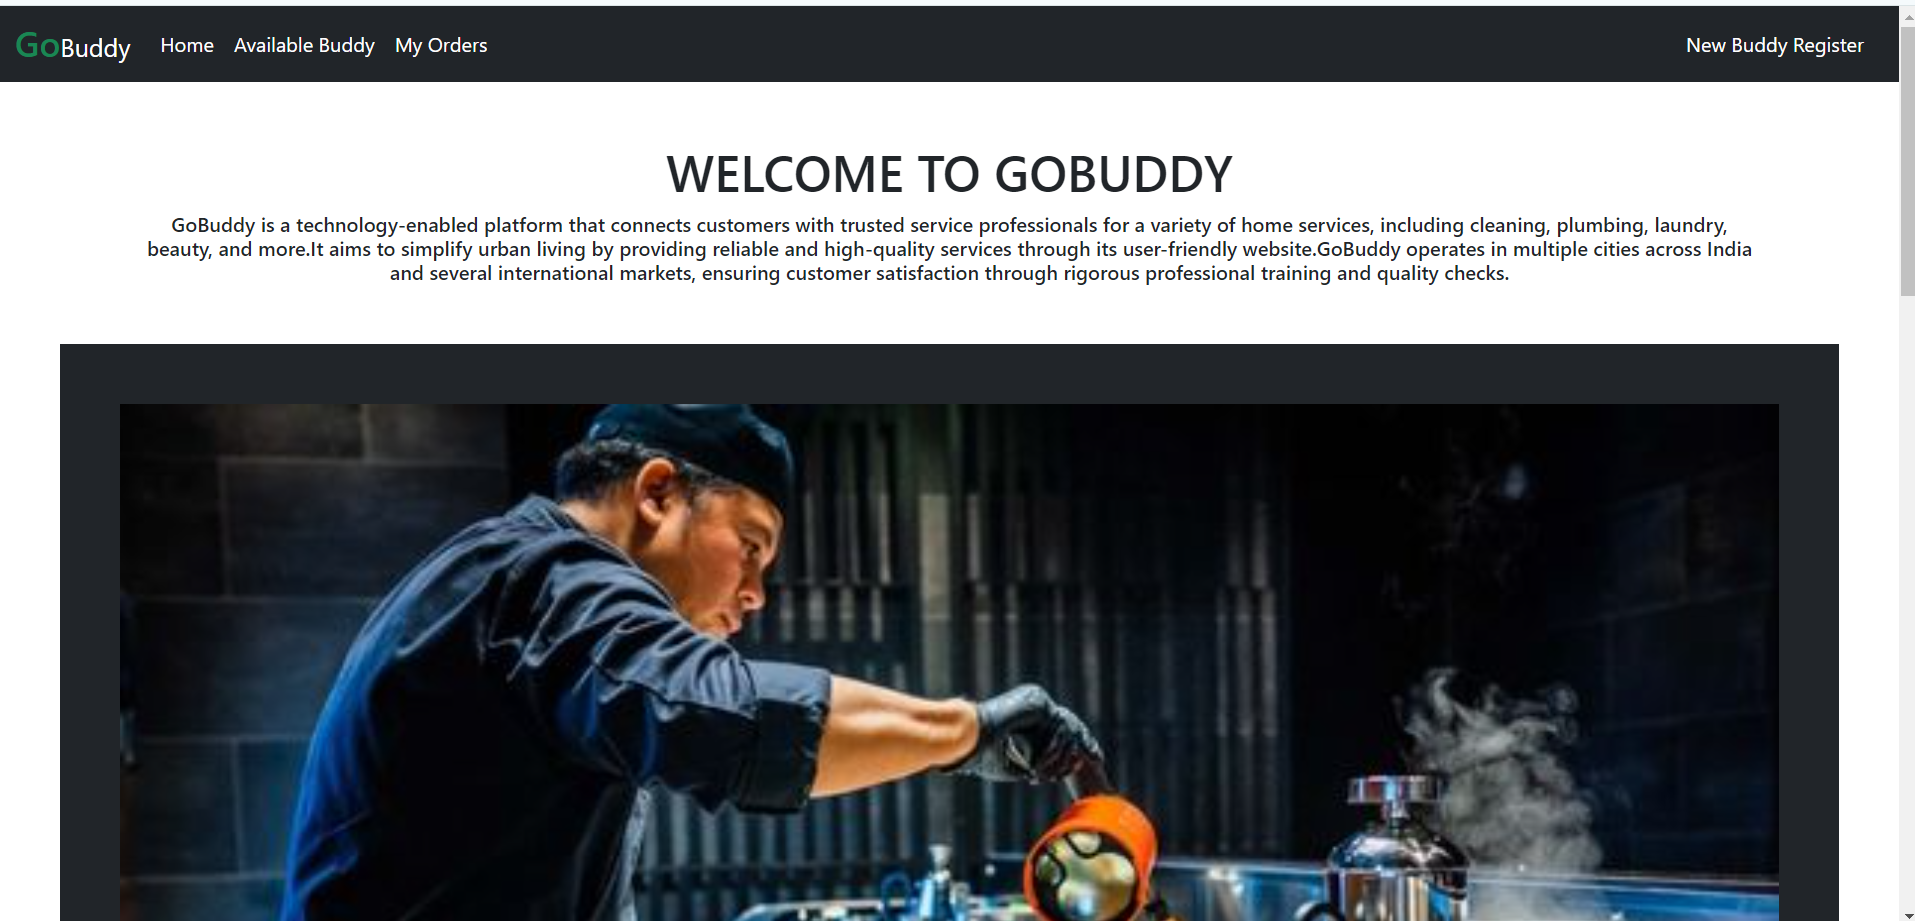 GoBuddy Home Available Buddy My Orders New Buddy Register
WELCOME TO GOBUDDY
GoBuddy is a technology-enabled platform that connects customers with trusted service professionals for a variety of home services, including cleaning, plumbing, laundry,
beauty, and more.It aims to simplify urban living by providing reliable and high-quality services through its user-friendly website.GoBuddy operates in multiple cities across India
and several international markets, ensuring customer satisfaction through rigorous professional training and quality checks.